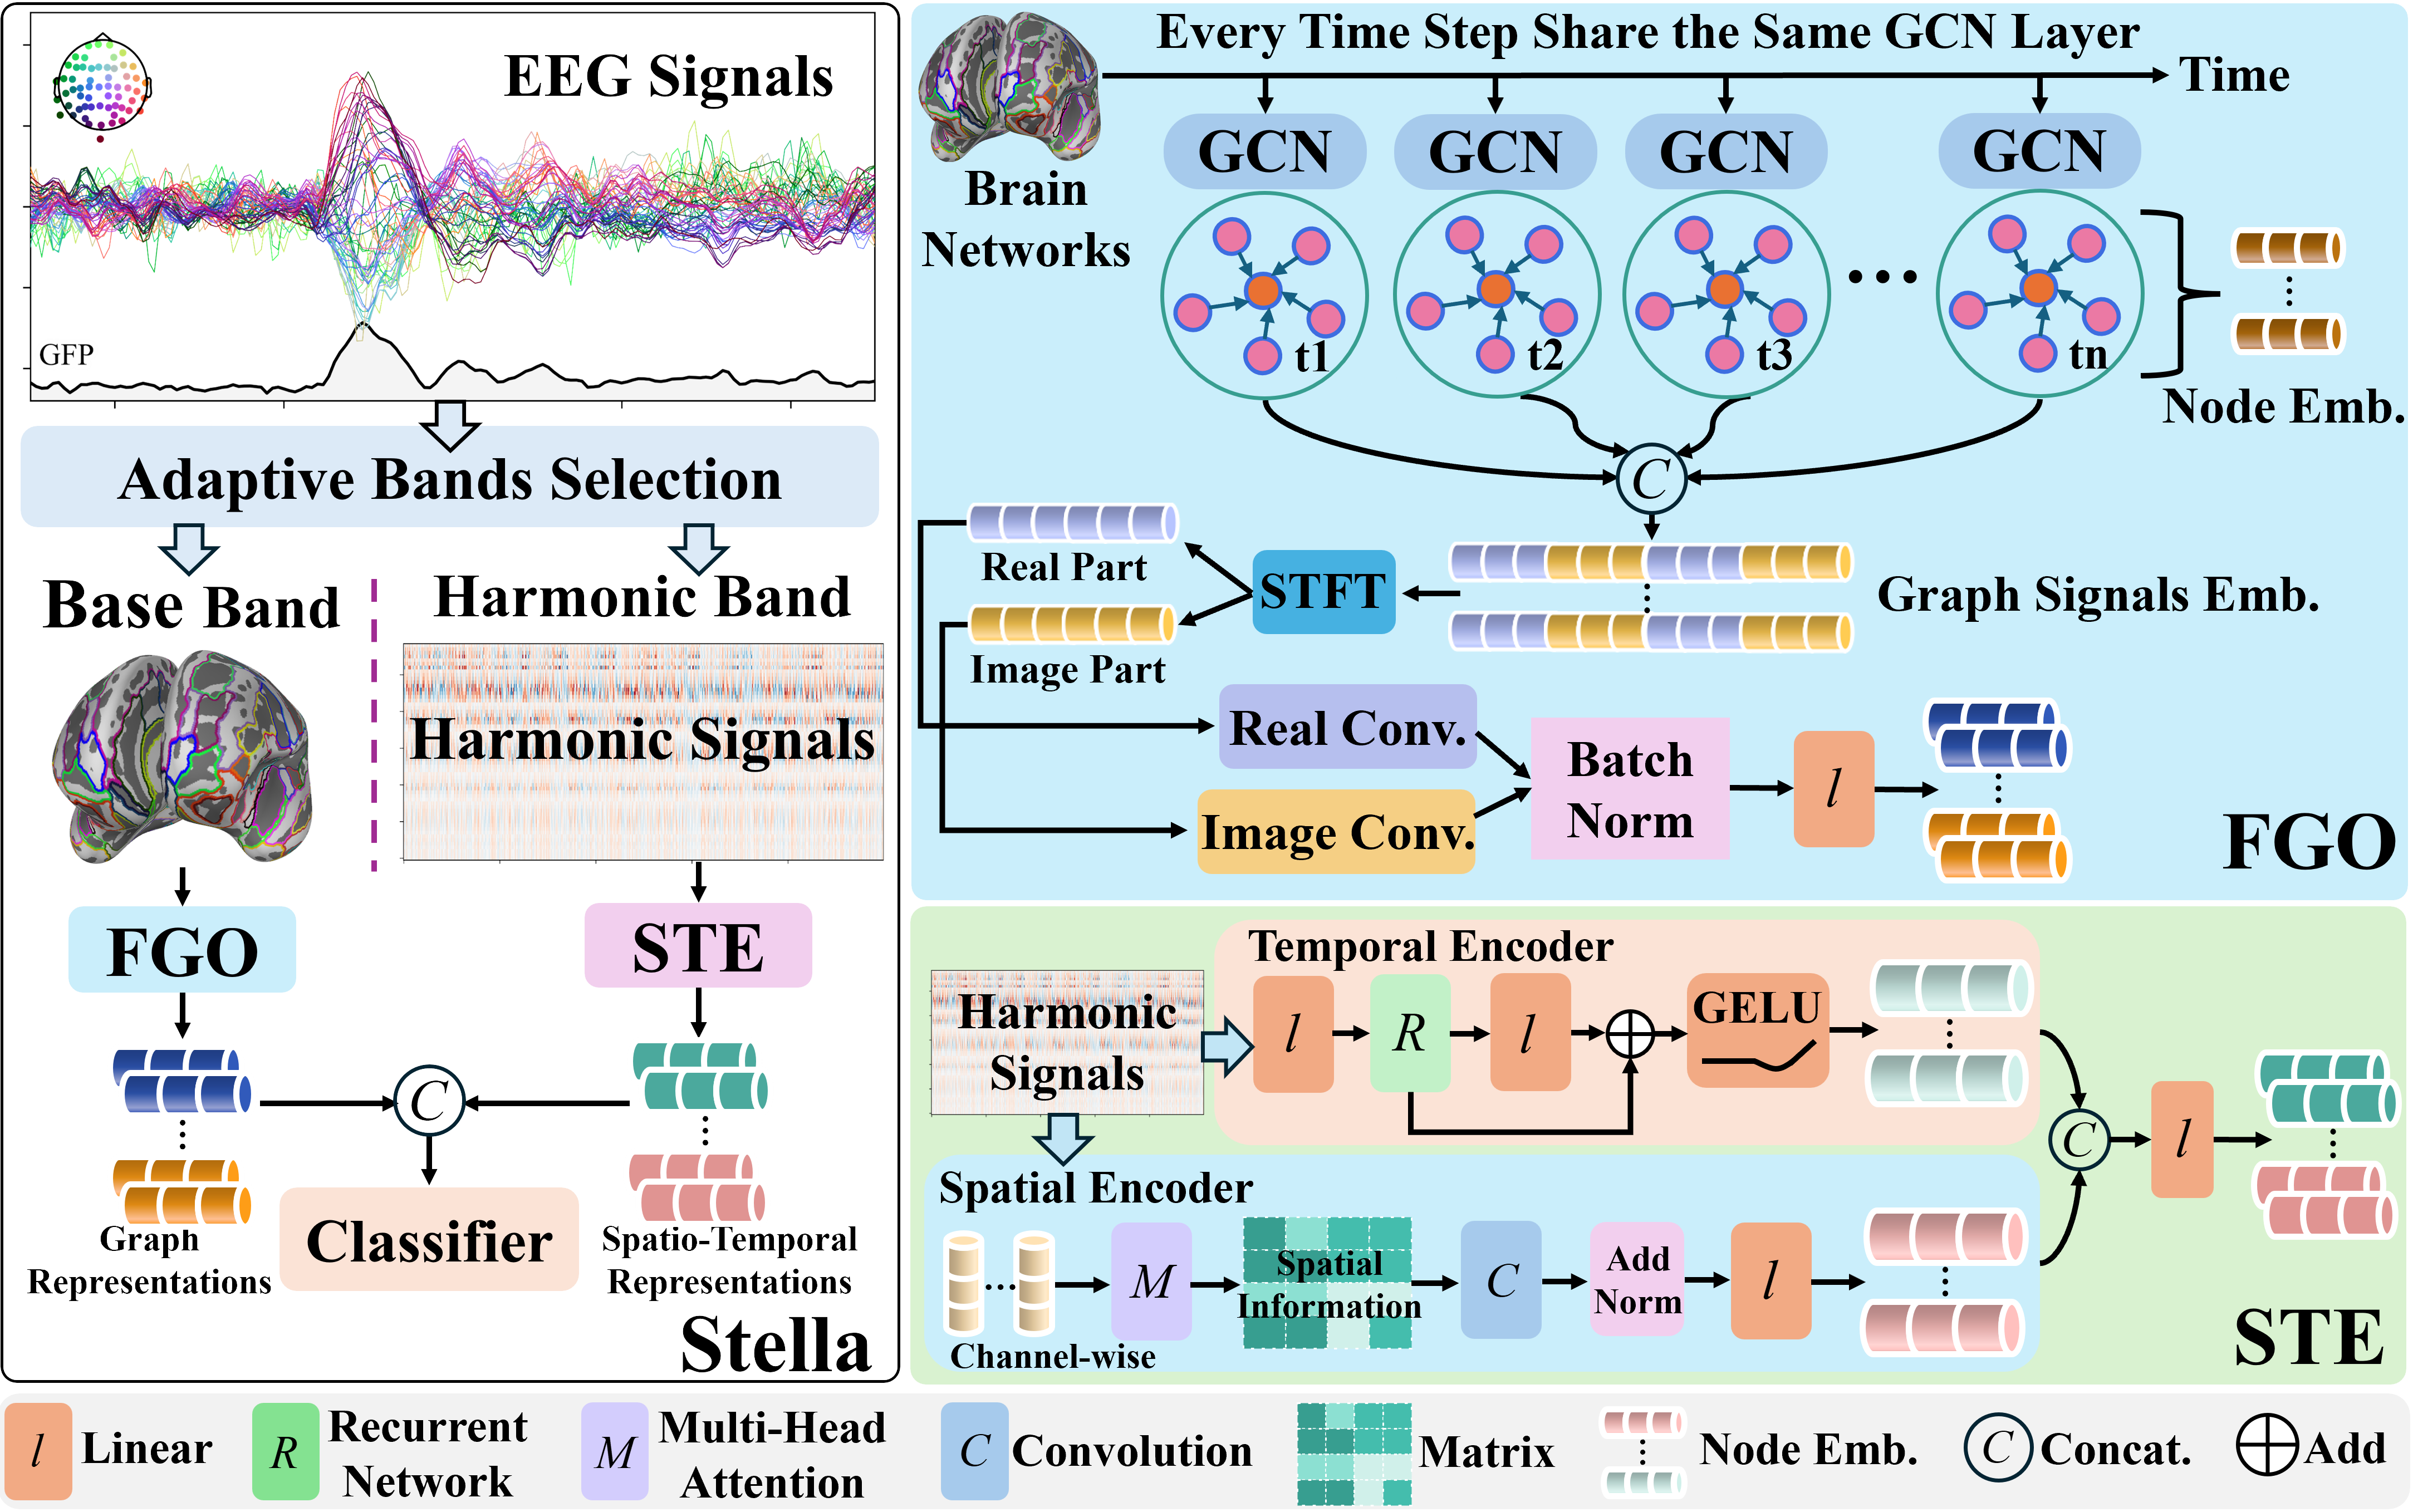 EEG Signals
GFP
Adaptive Bands Selection
Base Band
Harmonic Band
Harmonic Signals
FGO
STE
C
Graph
Representations
Classifier
Spatio-Temporal
Representations
Stella
Every Time Step Share the Same GCN Layer
Time
Brain
Networks
GCN
GCN
GCN
GCN
t1
t2
t3
tn
Node Emb.
C
Real Part
Image Part
STFT
Graph Signals Emb.
Real Conv.
Image Conv.
Batch
Norm
l
FGO
Temporal Encoder
Harmonic
Signals
l
R
l
GELU
C
l
Spatial Encoder
Channel-wise
M
Spatial
Information
C
Add
Norm
l
STE
l
Linear
R
Recurrent
Network
M
Multi-Head
Attention
C
Convolution
Matrix
Node Emb.
C
Concat.
Add